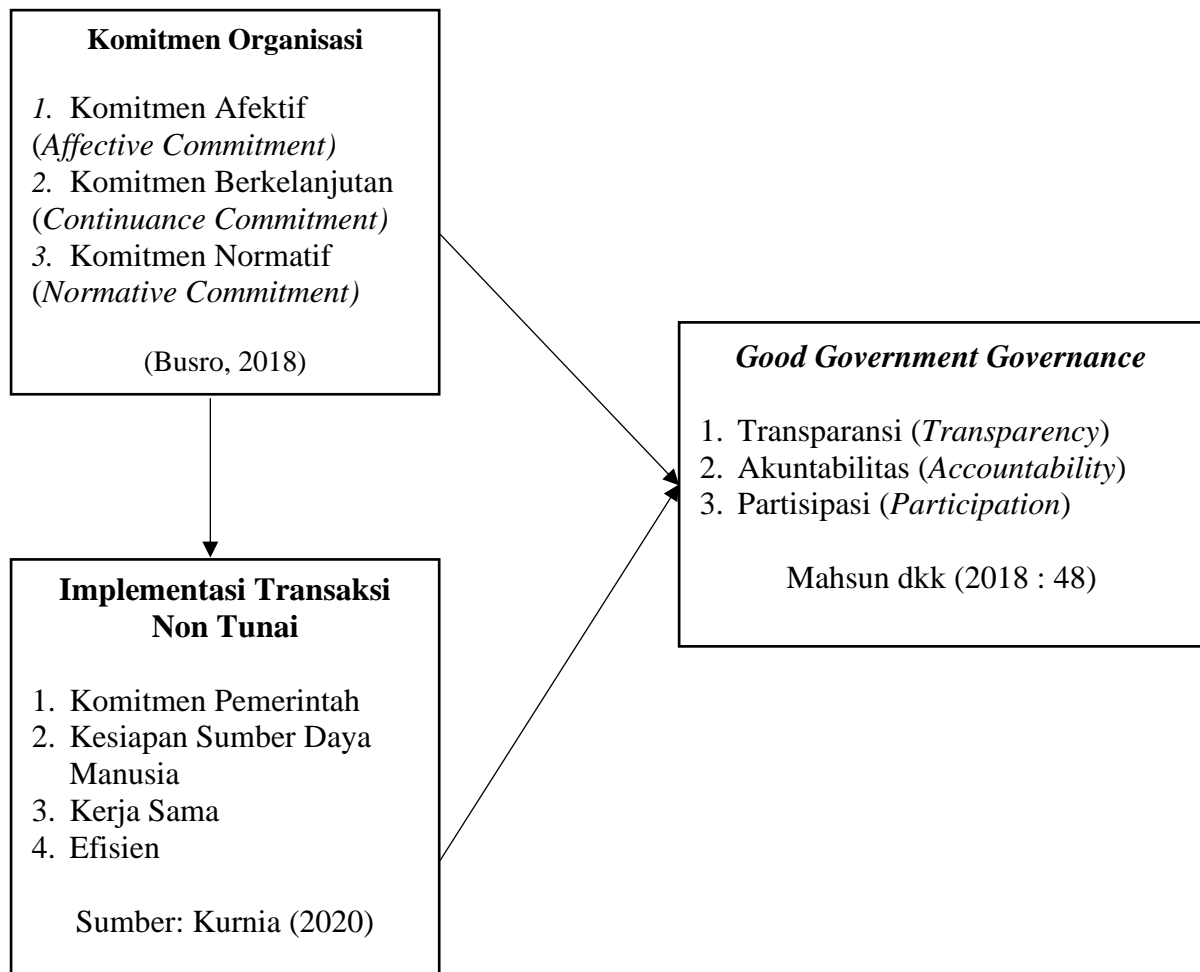 Komitmen Organisasi
1. Komitmen Afektif
(Affective Commitment)
2. Komitmen Berkelanjutan
(Continuance Commitment)
3. Komitmen Normatif
(Normative Commitment)
(Busro, 2018)
Good Government Governance
1. Transparansi (Transparency)
2. Akuntabilitas (Accountability)
3. Partisipasi (Participation)
Mahsun dkk (2018 : 48)
Implementasi Transaksi
Non Tunai
1. Komitmen Pemerintah
2. Kesiapan Sumber Daya
Manusia
3. Kerja Sama
4. Efisien
Sumber: Kurnia (2020)